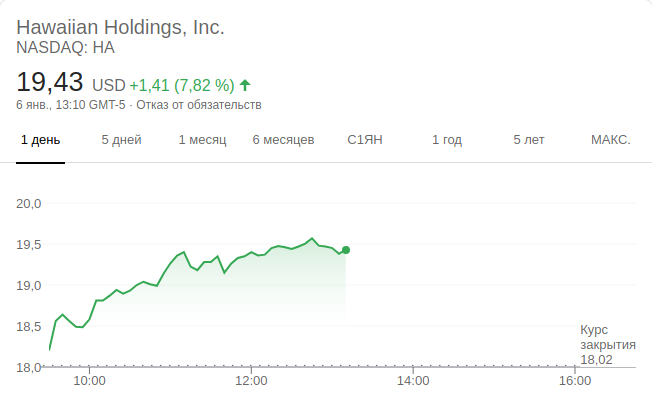 Hawaiian Holdings, Inc.
NASDAQ: HA
19,43 USD +1,41 (7,82 %)
6 янв., 13:10 GMT-5 · Отказ от обязательств
1 день 5 дней 1 месяц 6 месяцев С1ЯН 1 год 5 лет МАКС.
20,0
19,5
19,0
18,5
Курс
закрытия
18,02
18,0
10:00 12:00 14:00 16:00